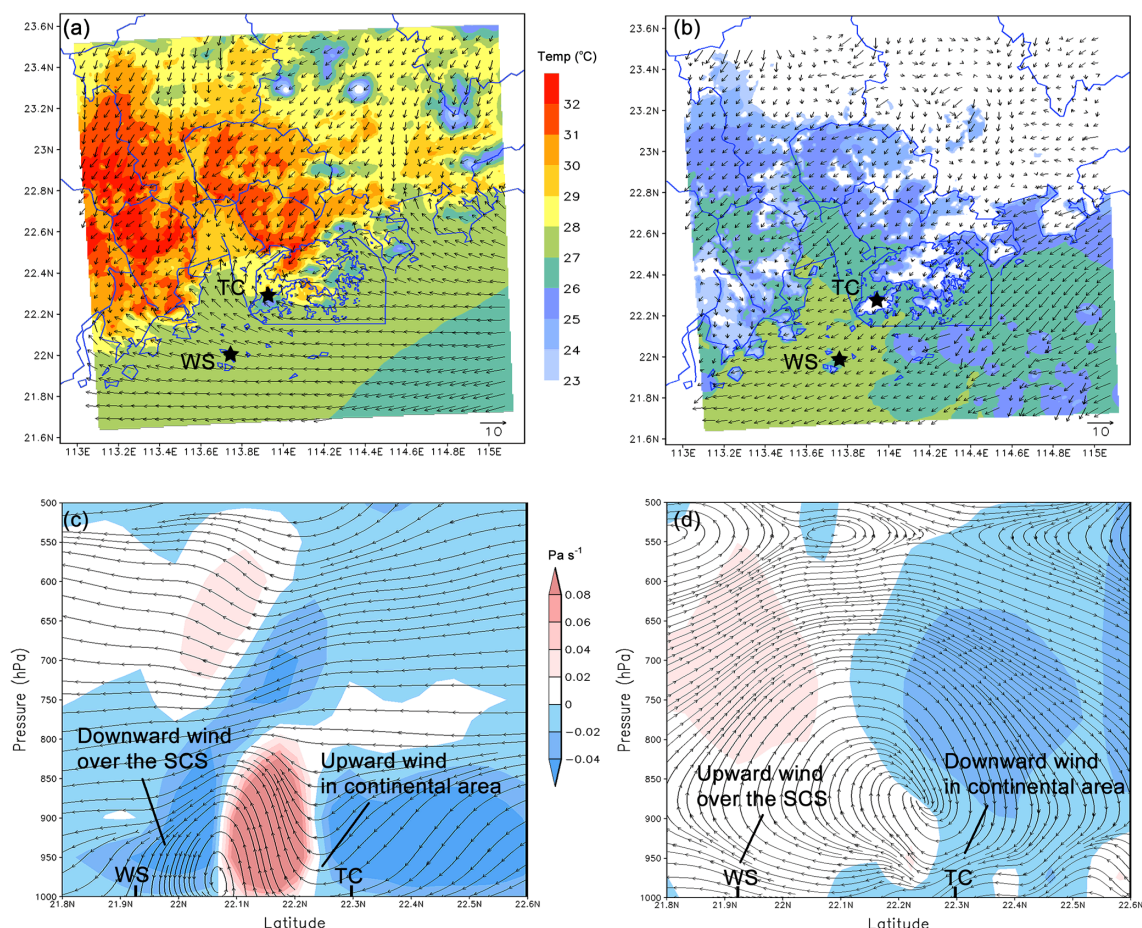 (a)
23.6N
23.4N
23.2N
23N
22.8N
22.6N
22.4N
22.2N
22N
21.8N
21.6N
113E 113.2E 113.4E 113.6E 113.8E 114E 114.2E 114.4E 114.6E 114.8E 115E
TC
WS
10
Temp (°C)
32
31
30
29
28
27
26
25
24
23
(b)
23.6N
23.4N
23.2N
23N
22.8N
22.6N
22.4N
22.2N
22N
21.8N
21.6N
113E 113.2E 113.4E 113.6E 113.8E 114E 114.2E 114.4E 114.6E 114.8E 115E
TC
WS
10
(c)
Pressure (hPa)
500
550
600
650
700
750
800
850
900
950
1000
Downward wind
over the SCS
Upward wind
in continental area
WS
TC
21.8N 21.9N 22N 22.1N 22.2N 22.3N 22.4N 22.5N 22.6N
Latitude
Pa s⁻¹
0.08
0.06
0.04
0.02
0
−0.02
−0.04
(d)
Pressure (hPa)
500
550
600
650
700
750
800
850
900
950
1000
Upward wind
over the SCS
Downward wind
in continental area
WS
TC
21.8N 21.9N 22N 22.1N 22.2N 22.3N 22.4N 22.5N 22.6N
Latitude